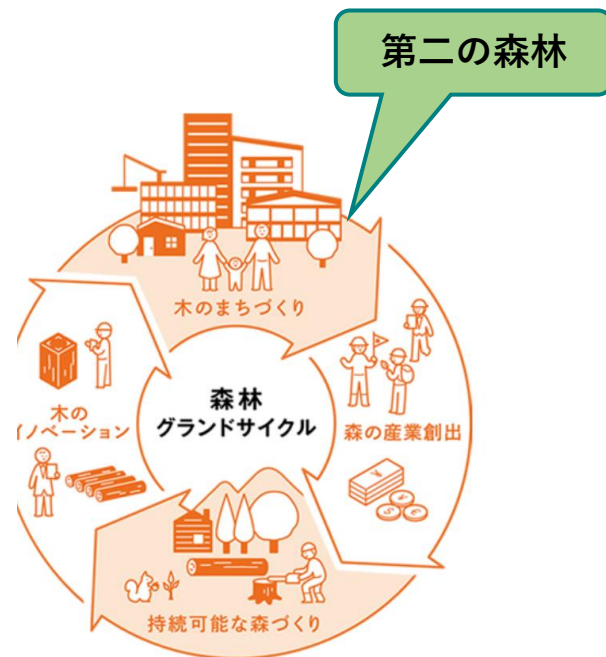 第二の森林
木のまちづくり
木の
イノベーション
森林
グランドサイクル
森の産業創出
¥
¥
$
€
持続可能な森づくり